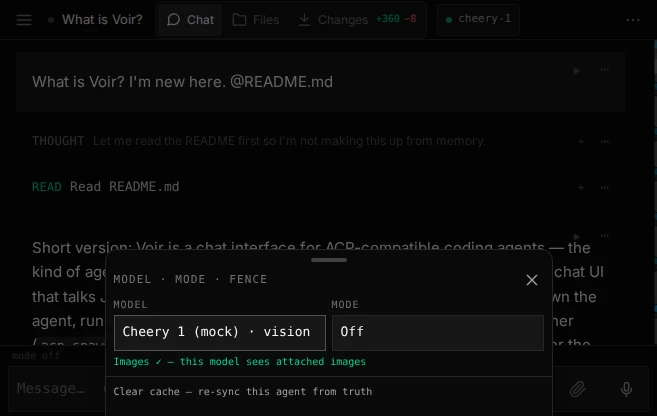 What is Voir?
Chat
Files
Changes +360 −8
cheery-1
What is Voir? I'm new here. @README.md
THOUGHT Let me read the README first so I'm not making this up from memory.
READ Read README.md
Short version: Voir is a chat interface for ACP-compatible coding agents — the
kind of age
chat UI
that talks
wn the
agent, run
her
or the
MODEL · MODE · FENCE
MODEL
MODE
Cheery 1 (mock) · vision
Off
Images ✓ — this model sees attached images
Clear cache — re-sync this agent from truth
mode off
Message…